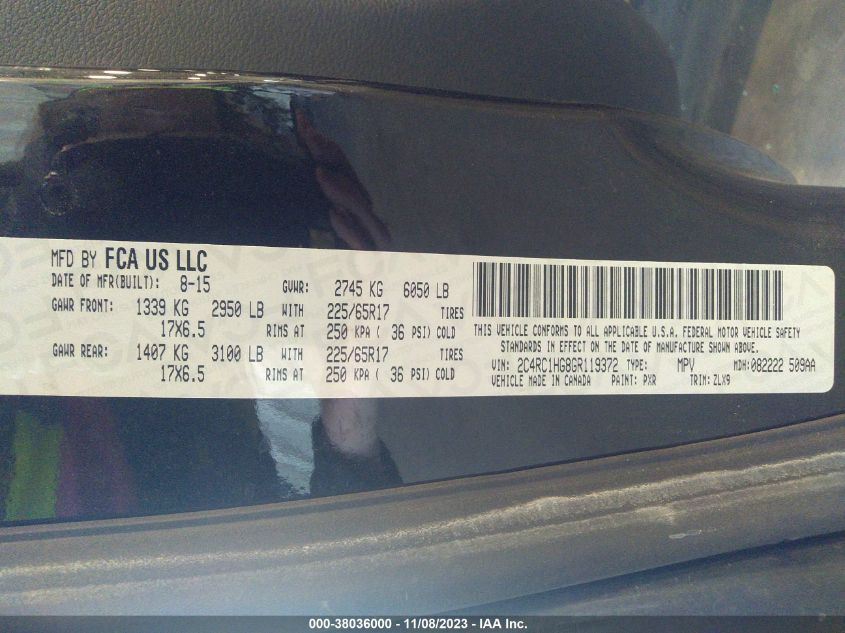 MFD BY FCA US LLC
DATE OF MFR(BUILT): 8-15 GVWR: 2745 KG 6050 LB
GAWR FRONT: 1339 KG 2950 LB WITH 225/65R17 TIRES
17X6.5 RIMS AT 250 KPA ( 36 PSI) COLD
GAWR REAR: 1407 KG 3100 LB WITH 225/65R17 TIRES
17X6.5 RIMS AT 250 KPA ( 36 PSI) COLD
THIS VEHICLE CONFORMS TO ALL APPLICABLE U.S.A. FEDERAL MOTOR VEHICLE SAFETY
STANDARDS IN EFFECT ON THE DATE OF MANUFACTURE SHOWN ABOVE.
VIN: 2C4RC1HG8GR119372 TYPE: MPV MDH: 082222 509AA
VEHICLE MADE IN CANADA PAINT: PXR TRIM: ZLX9
000-38036000 - 11/08/2023 - IAA Inc.